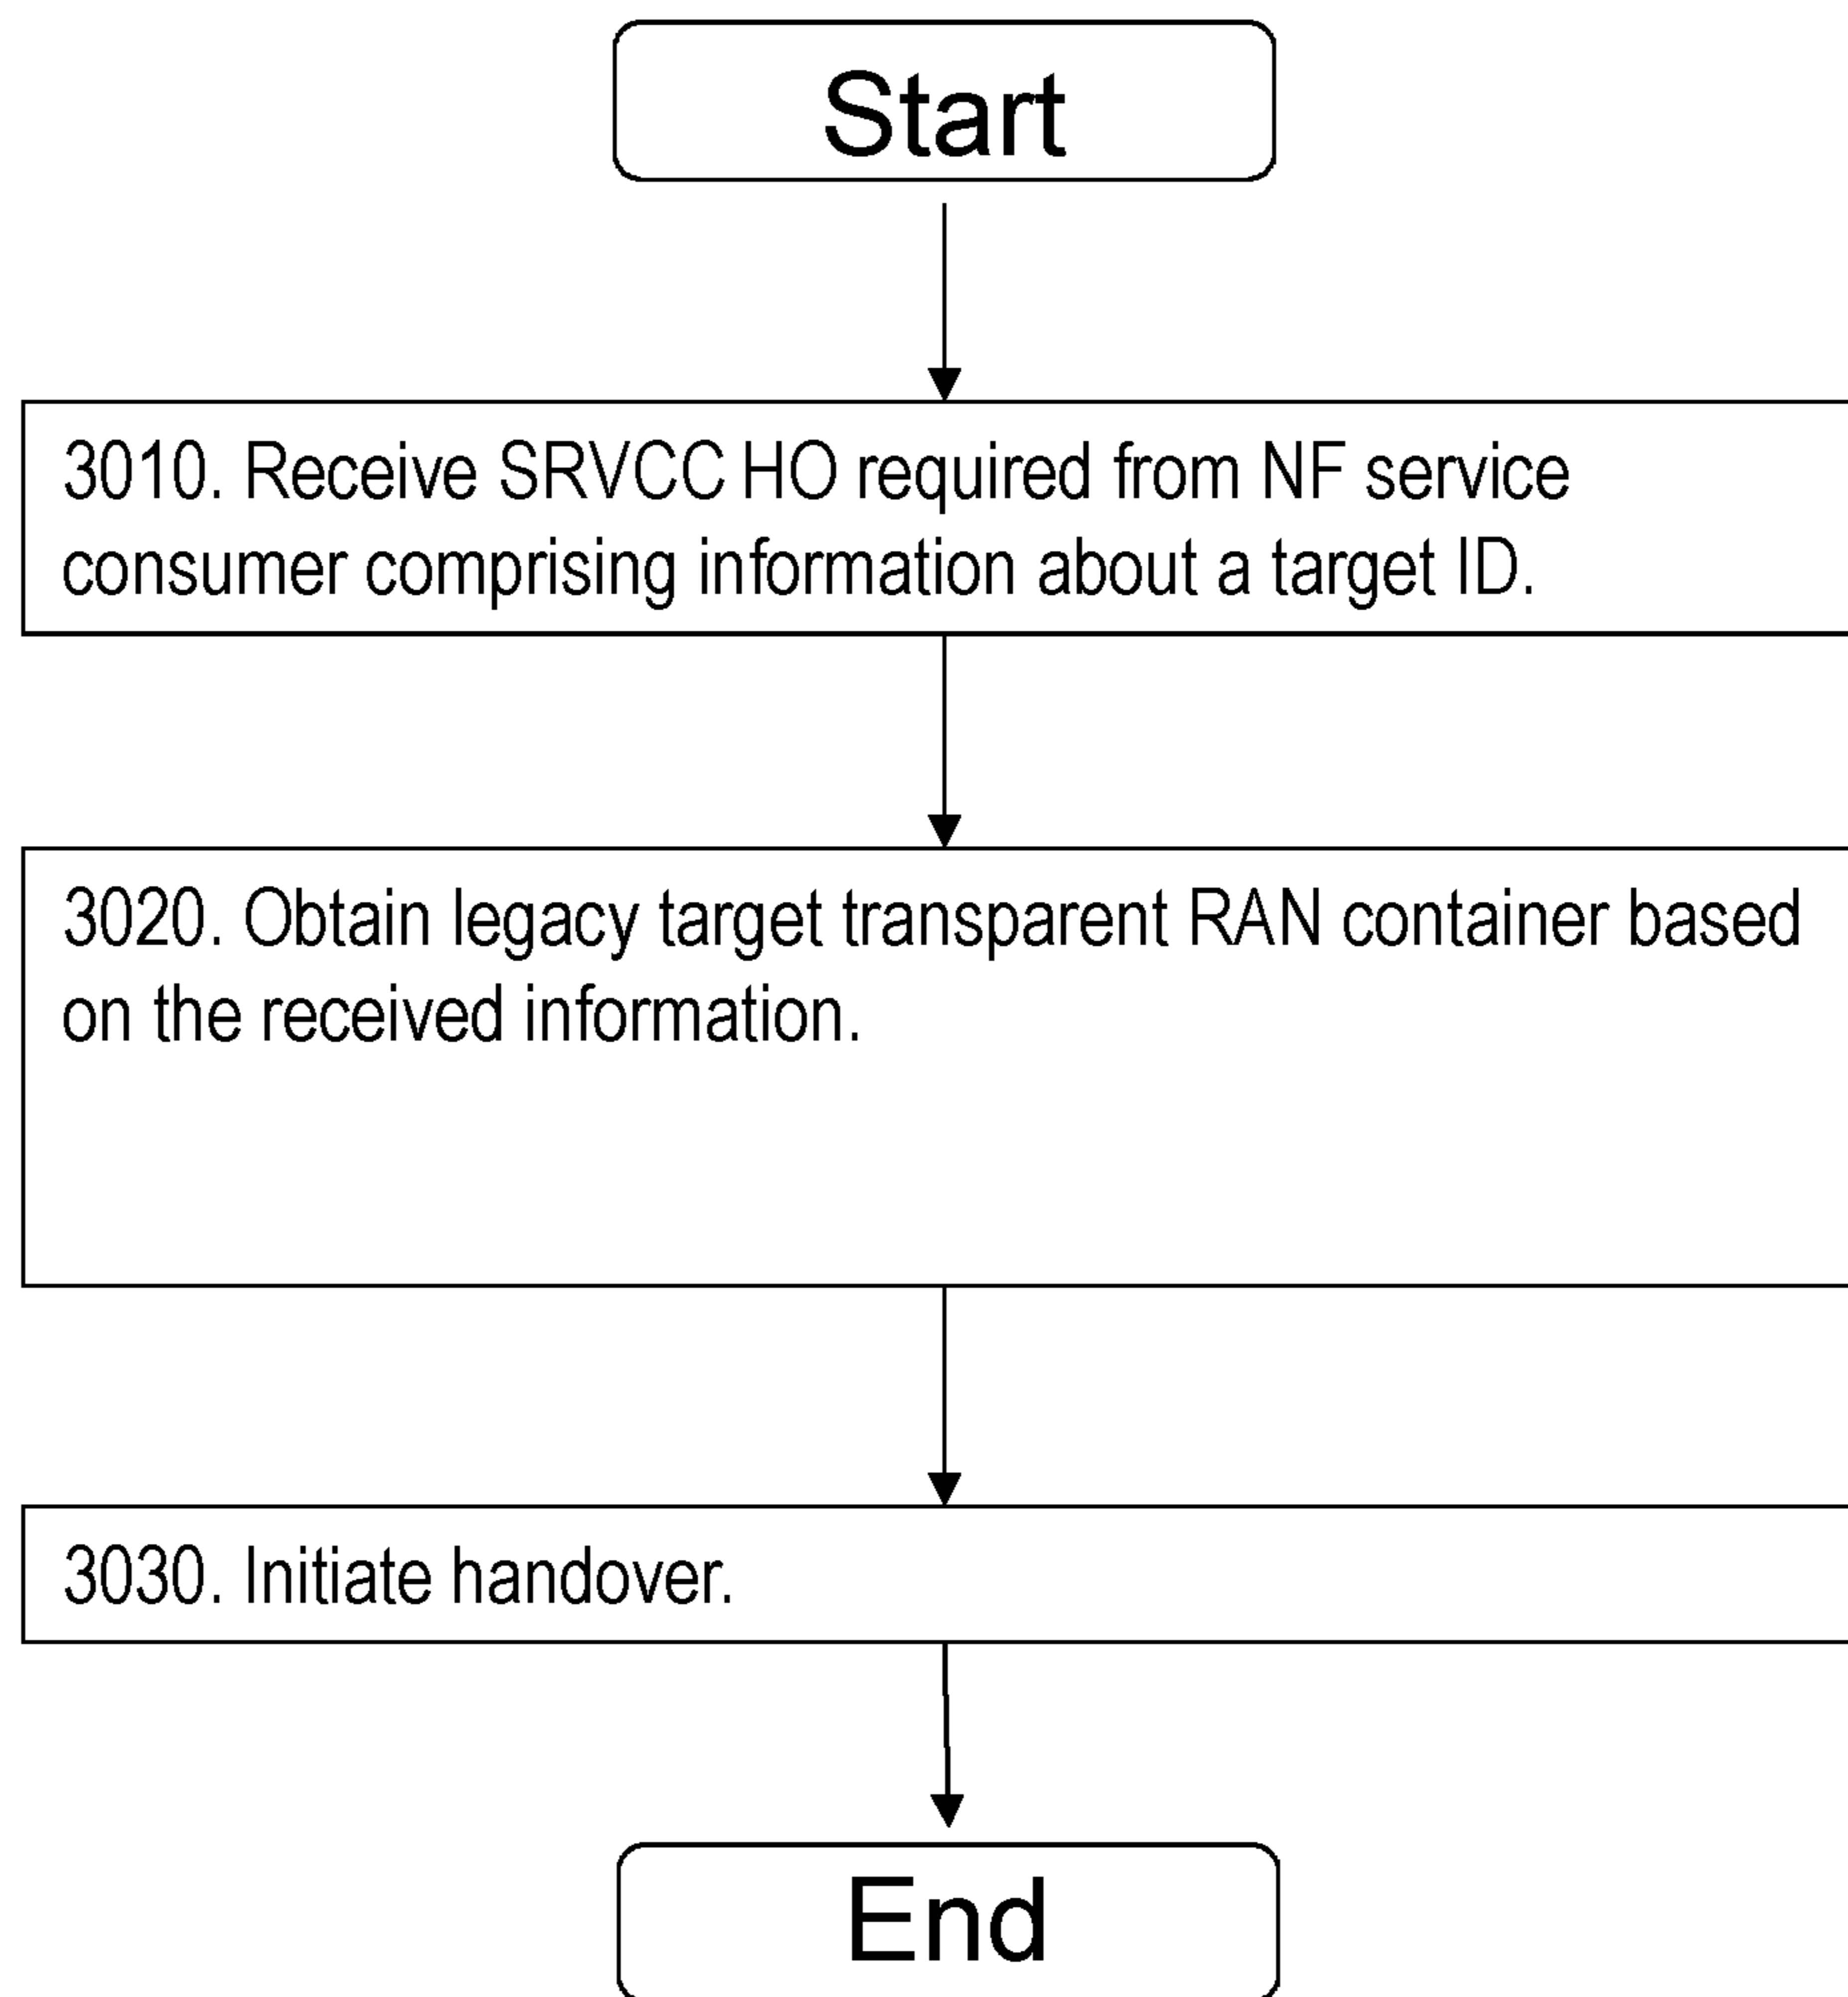 Start
3010. Receive SRVCC HO required from NF service
consumer comprising information about a target ID.
3020. Obtain legacy target transparent RAN container based
on the received information.
3030. Initiate handover.
End